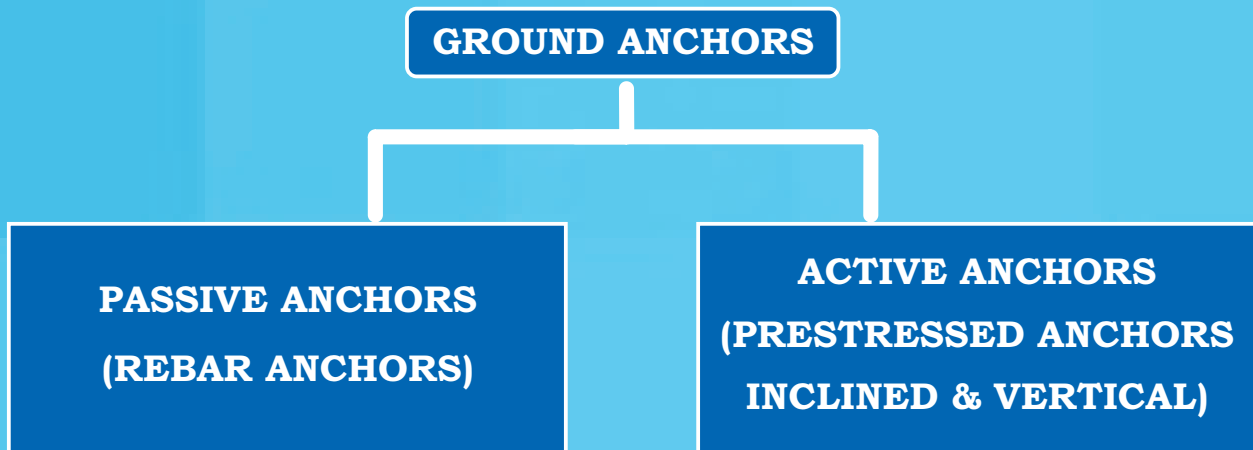 GROUND ANCHORS
PASSIVE ANCHORS
(REBAR ANCHORS)
ACTIVE ANCHORS
(PRESTRESSED ANCHORS
INCLINED & VERTICAL)